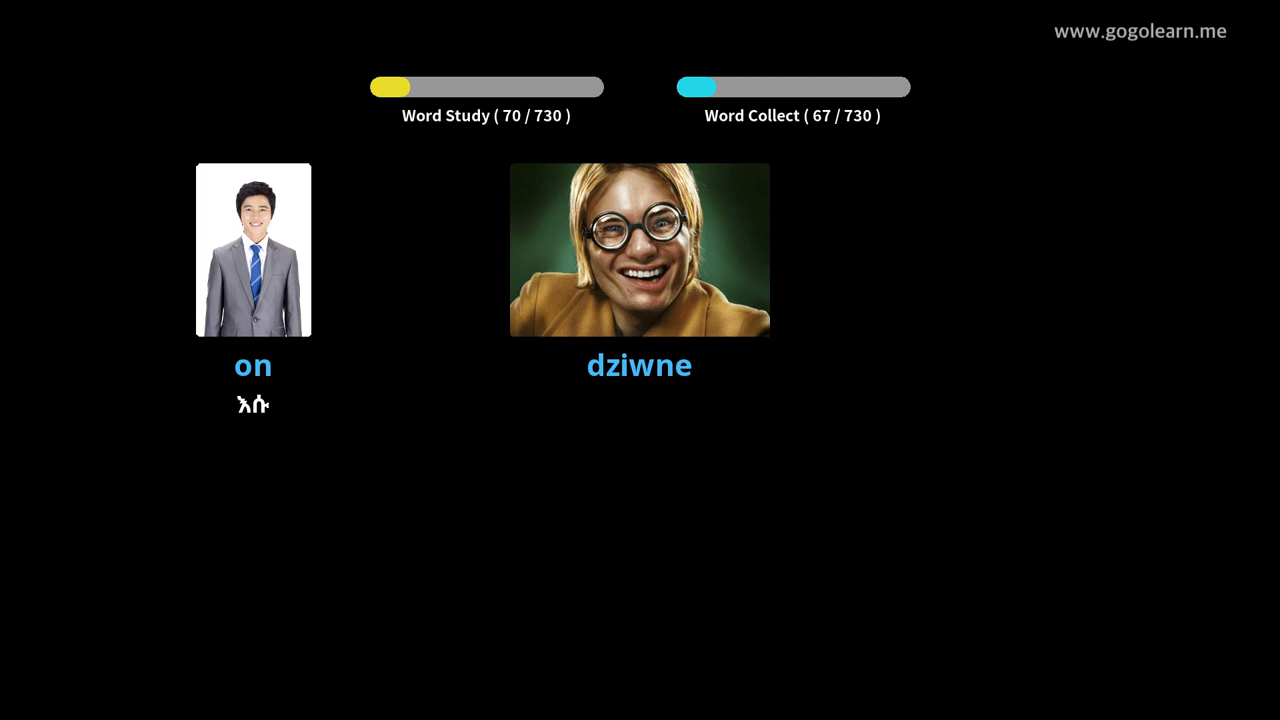 www.gogolearn.me
Word Study ( 70 / 730 )
Word Collect ( 67 / 730 )
on
dziwne
እሱ